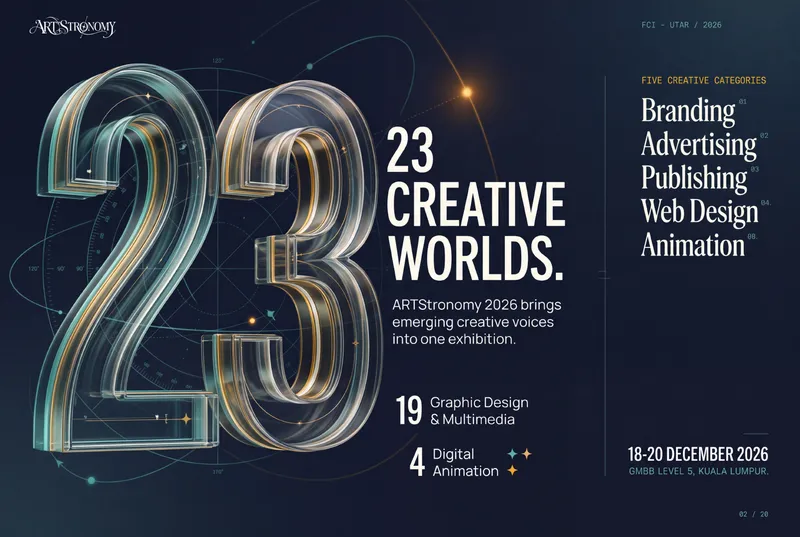 ARTSTRONOMY
FCI - UTAR / 2026
23
23
CREATIVE
WORLDS.
ARTStronomy 2026 brings
emerging creative voices
into one exhibition.
19 Graphic Design
& Multimedia
4 Digital
Animation
FIVE CREATIVE CATEGORIES
Branding 01
Advertising 02
Publishing 03
Web Design 04.
Animation
18-20 DECEMBER 2026
GMBB LEVEL 5, KUALA LUMPUR.
02 / 20